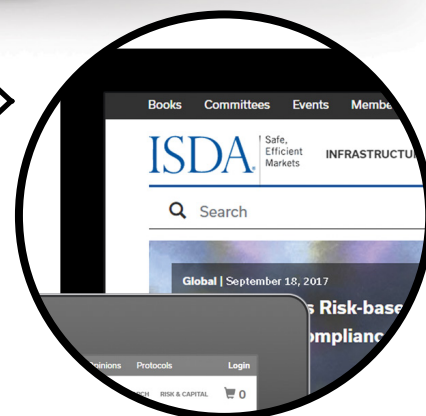 Books Committees Events
ISDA
Safe,
Efficient
Markets
Search
Global | September 18, 2017
Risk-base
Protocols Login
RISK & CAPITAL 0